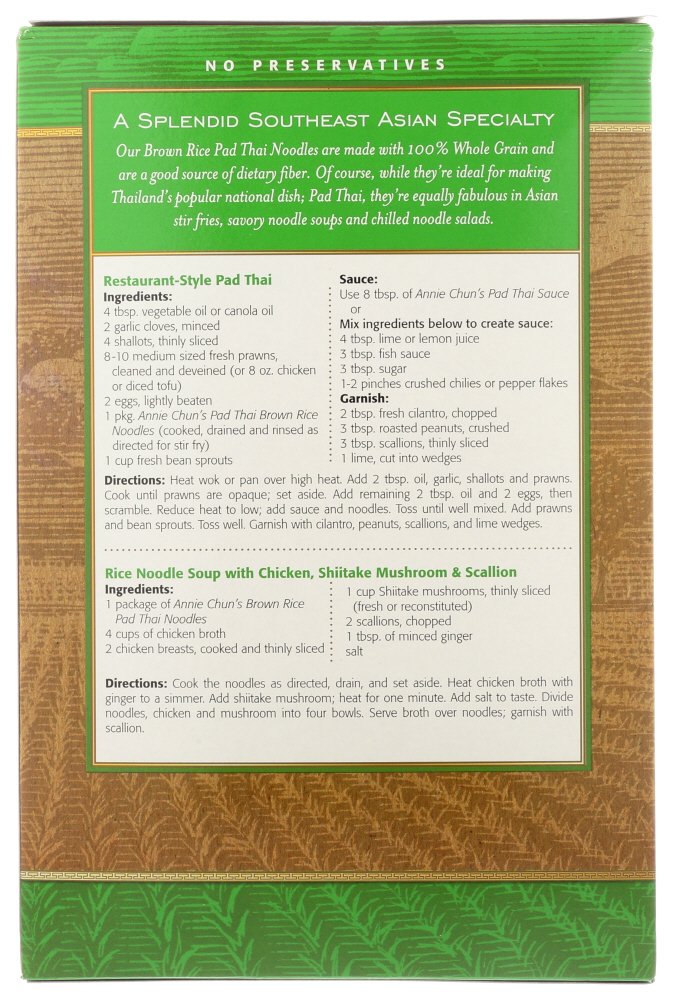 NO PRESERVATIVES
A SPLENDID SOUTHEAST ASIAN SPECIALTY
Our Brown Rice Pad Thai Noodles are made with 100% Whole Grain and
are a good source of dietary fiber. Of course, while they're ideal for making
Thailand's popular national dish; Pad Thai, they're equally fabulous in Asian
stir fries, savory noodle soups and chilled noodle salads.
Restaurant-Style Pad Thai
Ingredients:
4 tbsp. vegetable oil or canola oil
2 garlic cloves, minced
4 shallots, thinly sliced
8-10 medium sized fresh prawns,
cleaned and deveined (or 8 oz. chicken
or diced tofu)
2 eggs, lightly beaten
1 pkg. Annie Chun's Pad Thai Brown Rice
Noodles (cooked, drained and rinsed as
directed for stir fry)
1 cup fresh bean sprouts
Sauce:
Use 8 tbsp. of Annie Chun's Pad Thai Sauce
or
Mix ingredients below to create sauce:
4 tbsp. lime or lemon juice
3 tbsp. fish sauce
3 tbsp. sugar
1-2 pinches crushed chilies or pepper flakes
Garnish:
2 tbsp. fresh cilantro, chopped
3 tbsp. roasted peanuts, crushed
3 tbsp. scallions, thinly sliced
1 lime, cut into wedges
Directions: Heat wok or pan over high heat. Add 2 tbsp. oil, garlic, shallots and prawns.
Cook until prawns are opaque; set aside. Add remaining 2 tbsp. oil and 2 eggs, then
scramble. Reduce heat to low; add sauce and noodles. Toss until well mixed. Add prawns
and bean sprouts. Toss well. Garnish with cilantro, peanuts, scallions, and lime wedges.
Rice Noodle Soup with Chicken, Shiitake Mushroom & Scallion
Ingredients:
1 package of Annie Chun's Brown Rice
Pad Thai Noodles
4 cups of chicken broth
2 chicken breasts, cooked and thinly sliced
1 cup Shiitake mushrooms, thinly sliced
(fresh or reconstituted)
2 scallions, chopped
1 tbsp. of minced ginger
salt
Directions: Cook the noodles as directed, drain, and set aside. Heat chicken broth with
ginger to a simmer. Add shiitake mushroom; heat for one minute. Add salt to taste. Divide
noodles, chicken and mushroom into four bowls. Serve broth over noodles; garnish with
scallion.